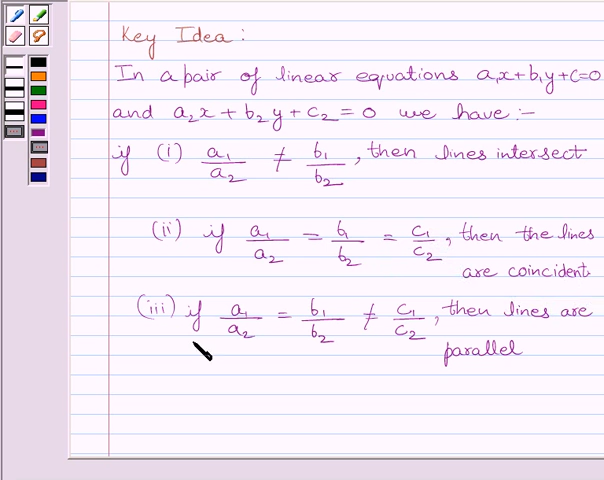 Key Idea:
In a pair of linear equations a₁x+b₁y+c=0
and a₂x+b₂y+c₂=0 we have:-
if (i) a₁/a₂ ≠ b₁/b₂, then lines intersect
(ii) if a₁/a₂ = b₁/b₂ = c₁/c₂, then the lines
are coincident.
(iii) if a₁/a₂ = b₁/b₂ ≠ c₁/c₂, then lines are
parallel